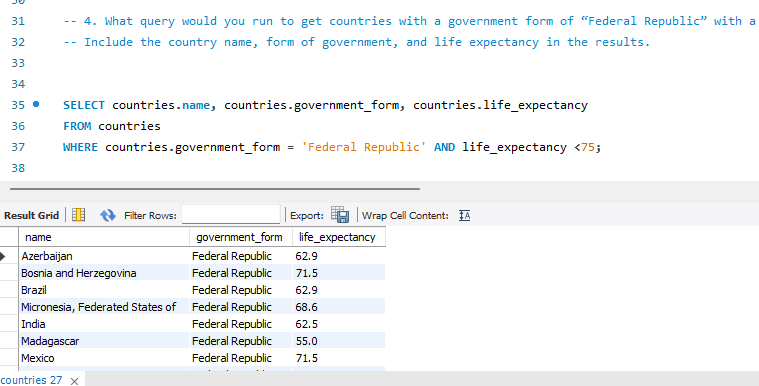 31 -- 4. What query would you run to get countries with a government form of “Federal Republic” with a
32 -- Include the country name, form of government, and life expectancy in the results.
33
34
35 SELECT countries.name, countries.government_form, countries.life_expectancy
36 FROM countries
37 WHERE countries.government_form = 'Federal Republic' AND life_expectancy <75;
38
Result Grid Filter Rows: Export: Wrap Cell Content: IA
name government_form life_expectancy
Azerbaijan Federal Republic 62.9
Bosnia and Herzegovina Federal Republic 71.5
Brazil Federal Republic 62.9
Micronesia, Federated States of Federal Republic 68.6
India Federal Republic 62.5
Madagascar Federal Republic 55.0
Mexico Federal Republic 71.5
countries 27 ×